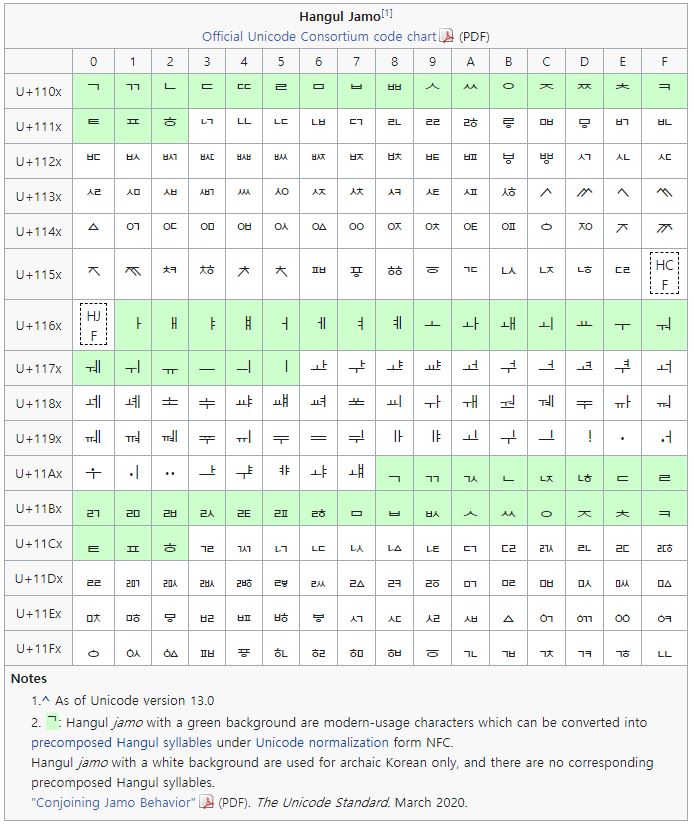 Hangul Jamo[1]
Official Unicode Consortium code chart (PDF)
0 1 2 3 4 5 6 7 8 9 A B C D E F
U+110x ᄀ ᄁ ᄂ ᄃ ᄄ ᄅ ᄆ ᄇ ᄈ ᄉ ᄊ ᄋ ᄌ ᄍ ᄎ ᄏ
U+111x ᄐ ᄑ ᄒ ᄓ ᄔ ᄕ ᄖ ᄗ ᄘ ᄙ ᄚ ᄛ ᄜ ᄝ ᄞ ᄟ
U+112x ᄠ ᄡ ᄢ ᄣ ᄤ ᄥ ᄦ ᄧ ᄨ ᄩ ᄪ ᄫ ᄬ ᄭ ᄮ ᄯ
U+113x ᄰ ᄱ ᄲ ᄳ ᄴ ᄵ ᄶ ᄷ ᄸ ᄹ ᄺ ᄻ ᄼ ᄽ ᄾ ᄿ
U+114x ᅀ ᅁ ᅂ ᅃ ᅄ ᅅ ᅆ ᅇ ᅈ ᅉ ᅊ ᅋ ᅌ ᅍ ᅎ ᅏ
U+115x ᅐ ᅑ ᅒ ᅓ ᅔ ᅕ ᅖ ᅗ ᅘ ᅙ ᅚ ᅛ ᅜ ᅝ ᅞ HCF
U+116x HJF ᅡ ᅢ ᅣ ᅤ ᅥ ᅦ ᅧ ᅨ ᅩ ᅪ ᅫ ᅬ ᅭ ᅮ ᅯ
U+117x ᅰ ᅱ ᅲ ᅳ ᅴ ᅵ ᅶ ᅷ ᅸ ᅹ ᅺ ᅻ ᅼ ᅽ ᅾ ᅿ
U+118x ᆀ ᆁ ᆂ ᆃ ᆄ ᆅ ᆆ ᆇ ᆈ ᆉ ᆊ ᆋ ᆌ ᆍ ᆎ ᆏ
U+119x ᆐ ᆑ ᆒ ᆓ ᆔ ᆕ ᆖ ᆗ ᆘ ᆙ ᆚ ᆛ ᆜ ᆝ ᆞ ᆟ
U+11Ax ᆠ ᆡ ᆢ ᆣ ᆤ ᆥ ᆦ ᆧ ᆨ ᆩ ᆪ ᆫ ᆬ ᆭ ᆮ ᆯ
U+11Bx ᆰ ᆱ ᆲ ᆳ ᆴ ᆵ ᆶ ᆷ ᆸ ᆹ ᆺ ᆻ ᆼ ᆽ ᆾ ᆿ
U+11Cx ᇀ ᇁ ᇂ ᇃ ᇄ ᇅ ᇆ ᇇ ᇈ ᇉ ᇊ ᇋ ᇌ ᇍ ᇎ ᇏ
U+11Dx ᇐ ᇑ ᇒ ᇓ ᇔ ᇕ ᇖ ᇗ ᇘ ᇙ ᇚ ᇛ ᇜ ᇝ ᇞ ᇟ
U+11Ex ᇠ ᇡ ᇢ ᇣ ᇤ ᇥ ᇦ ᇧ ᇨ ᇩ ᇪ ᇫ ᇬ ᇭ ᇮ ᇯ
U+11Fx ᇰ ᇱ ᇲ ᇳ ᇴ ᇵ ᇶ ᇷ ᇸ ᇹ ᇺ ᇻ ᇼ ᇽ ᇾ ᇿ
Notes
1.^ As of Unicode version 13.0
2. ᆨ : Hangul jamo with a green background are modern-usage characters which can be converted into
precomposed Hangul syllables under Unicode normalization form NFC.
Hangul jamo with a white background are used for archaic Korean only, and there are no corresponding
precomposed Hangul syllables.
"Conjoining Jamo Behavior" (PDF). The Unicode Standard. March 2020.